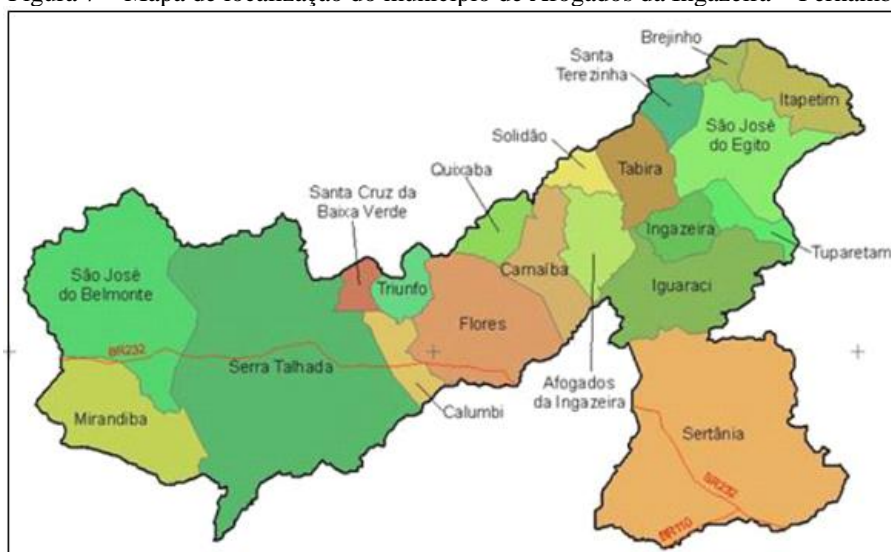 Brejinho
Santa
Terezinha
Itapetim
São José
do Egito
Solidão
Tabira
Quixaba
Santa Cruz da
Baixa Verde
Ingazeira
Tuparetam
São José
do Belmonte
Triunfo
Carnaíba
Iguaraci
Flores
BR232
Serra Talhada
Afogados
da Ingazeira
Calumbi
Mirandiba
Sertânia
BR232
BR110